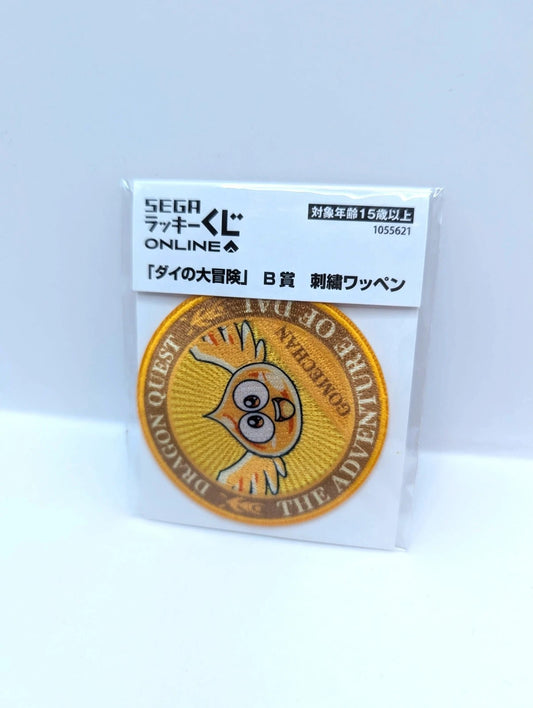 SEGA
ラッキーくじ
ONLINE
対象年齢15歳以上
1055621
「ダイの大冒険」 B賞 刺繍ワッペン
DRAGON QUEST
THE ADVENTURE OF DAI
GOMECHAN